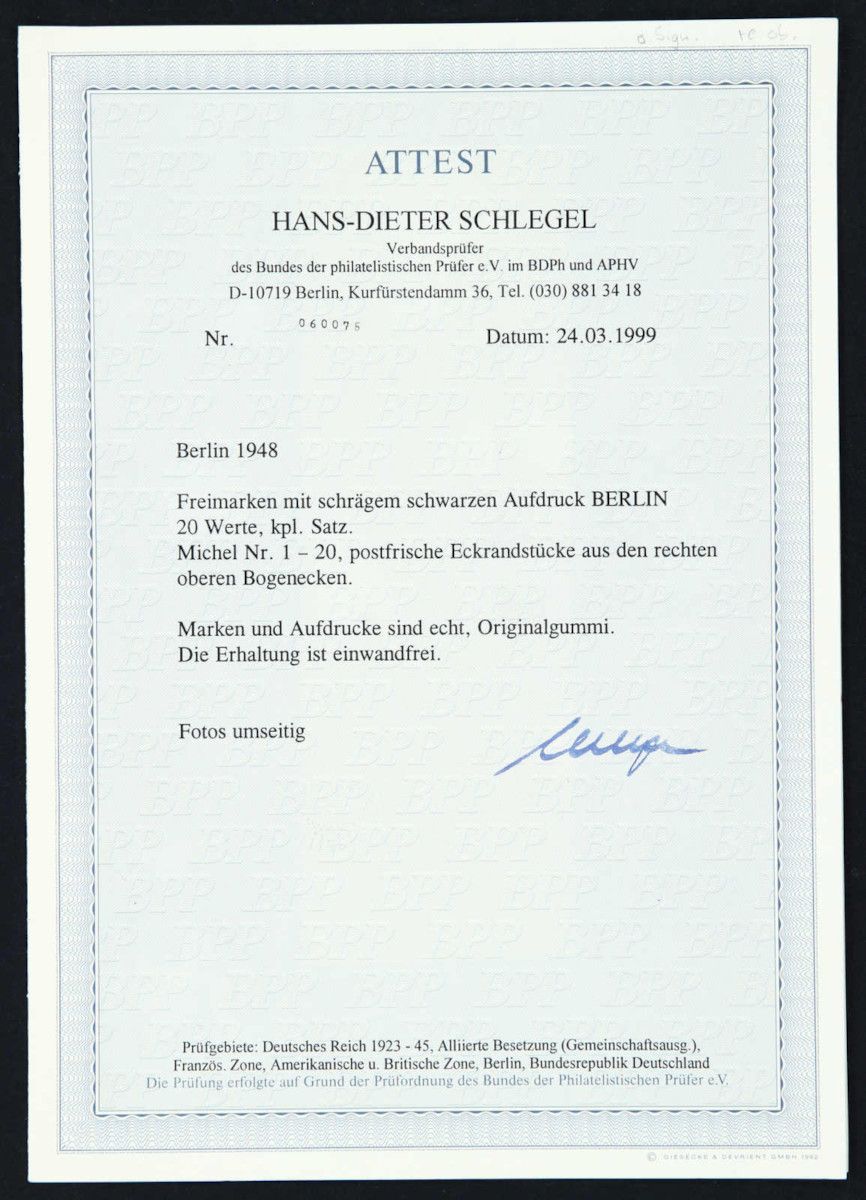 ATTEST
HANS-DIETER SCHLEGEL
Verbandsprüfer
des Bundes der philatelistischen Prüfer e.V. im BDPh und APHV
D-10719 Berlin, Kurfürstendamm 36, Tel. (030) 881 34 18
Nr. 060075 Datum: 24.03.1999
Berlin 1948
Freimarken mit schrägem schwarzen Aufdruck BERLIN
20 Werte, kpl. Satz.
Michel Nr. 1 – 20, postfrische Eckrandstücke aus den rechten
oberen Bogenecken.
Marken und Aufdrucke sind echt, Originalgummi.
Die Erhaltung ist einwandfrei.
Fotos umseitig
Prüfgebiete: Deutsches Reich 1923 - 45, Alliierte Besetzung (Gemeinschaftsausg.),
Französ. Zone, Amerikanische u. Britische Zone, Berlin, Bundesrepublik Deutschland
Die Prüfung erfolgte auf Grund der Prüfordnung des Bundes der Philatelistischen Prüfer e.V.
© GIESECKE & DEVRIENT GMBH 1992